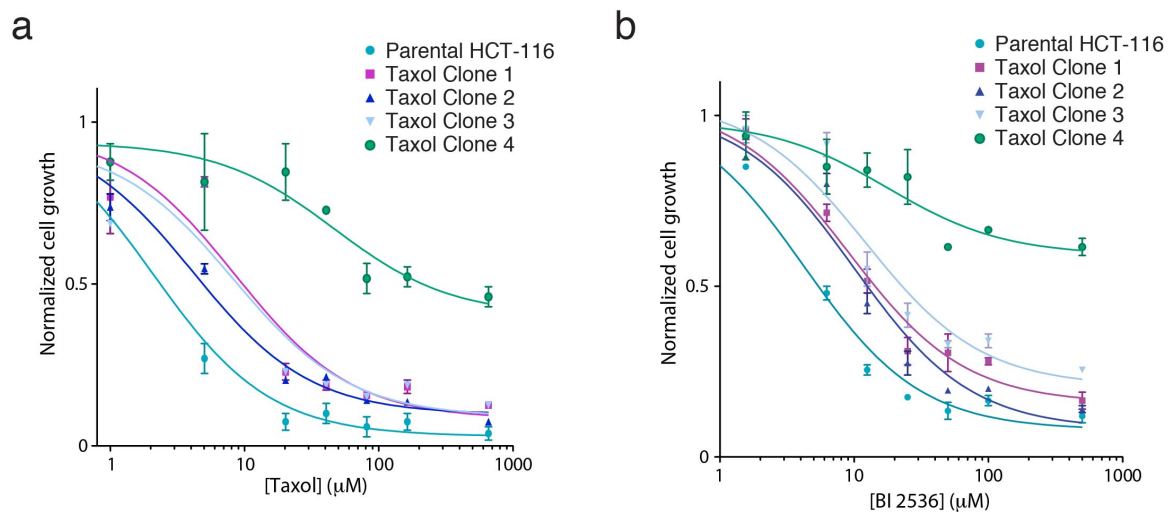 a
Parental HCT-116
Taxol Clone 1
Taxol Clone 2
Taxol Clone 3
Taxol Clone 4
1
0.5
0
Normalized cell growth
1 10 100 1000
[Taxol] (μM)
b
Parental HCT-116
Taxol Clone 1
Taxol Clone 2
Taxol Clone 3
Taxol Clone 4
1
0.5
0
Normalized cell growth
1 10 100 1000
[BI 2536] (μM)